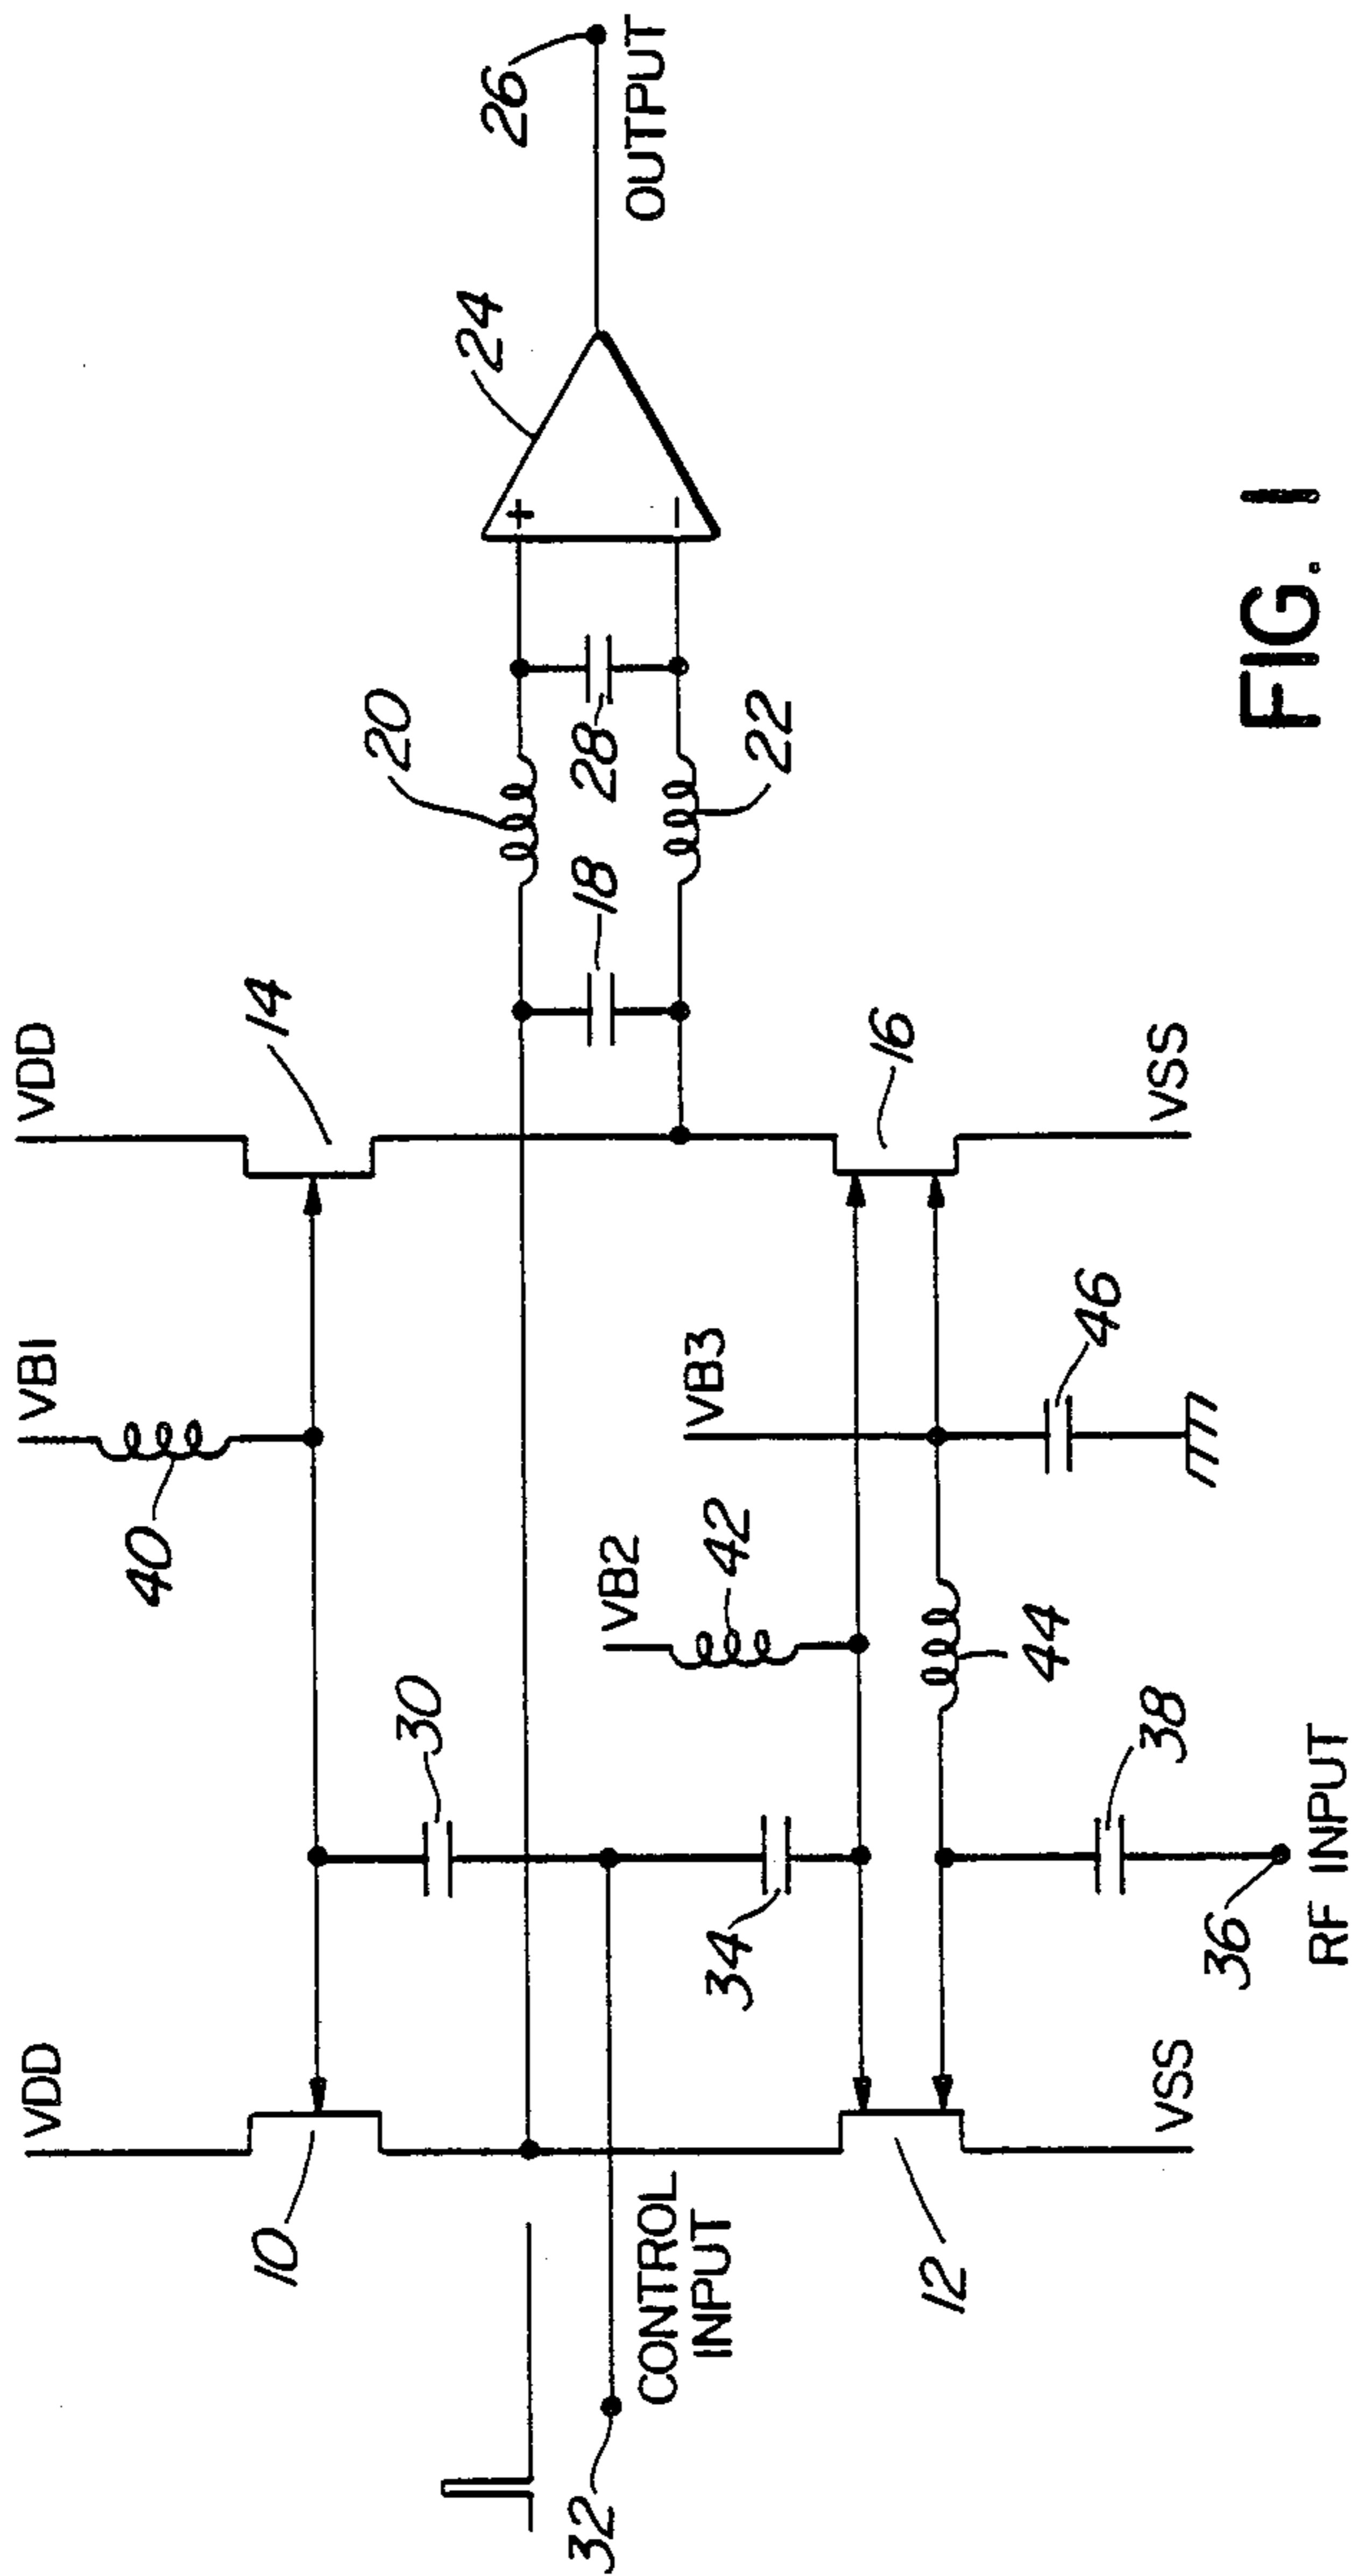 VDD
VB1
VDD
10
40
14
30
20
24
26
OUTPUT
18
28
22
32
CONTROL
INPUT
34
VB2
42
VB3
12
16
44
46
38
VSS
VSS
36
RF INPUT
FIG. 1